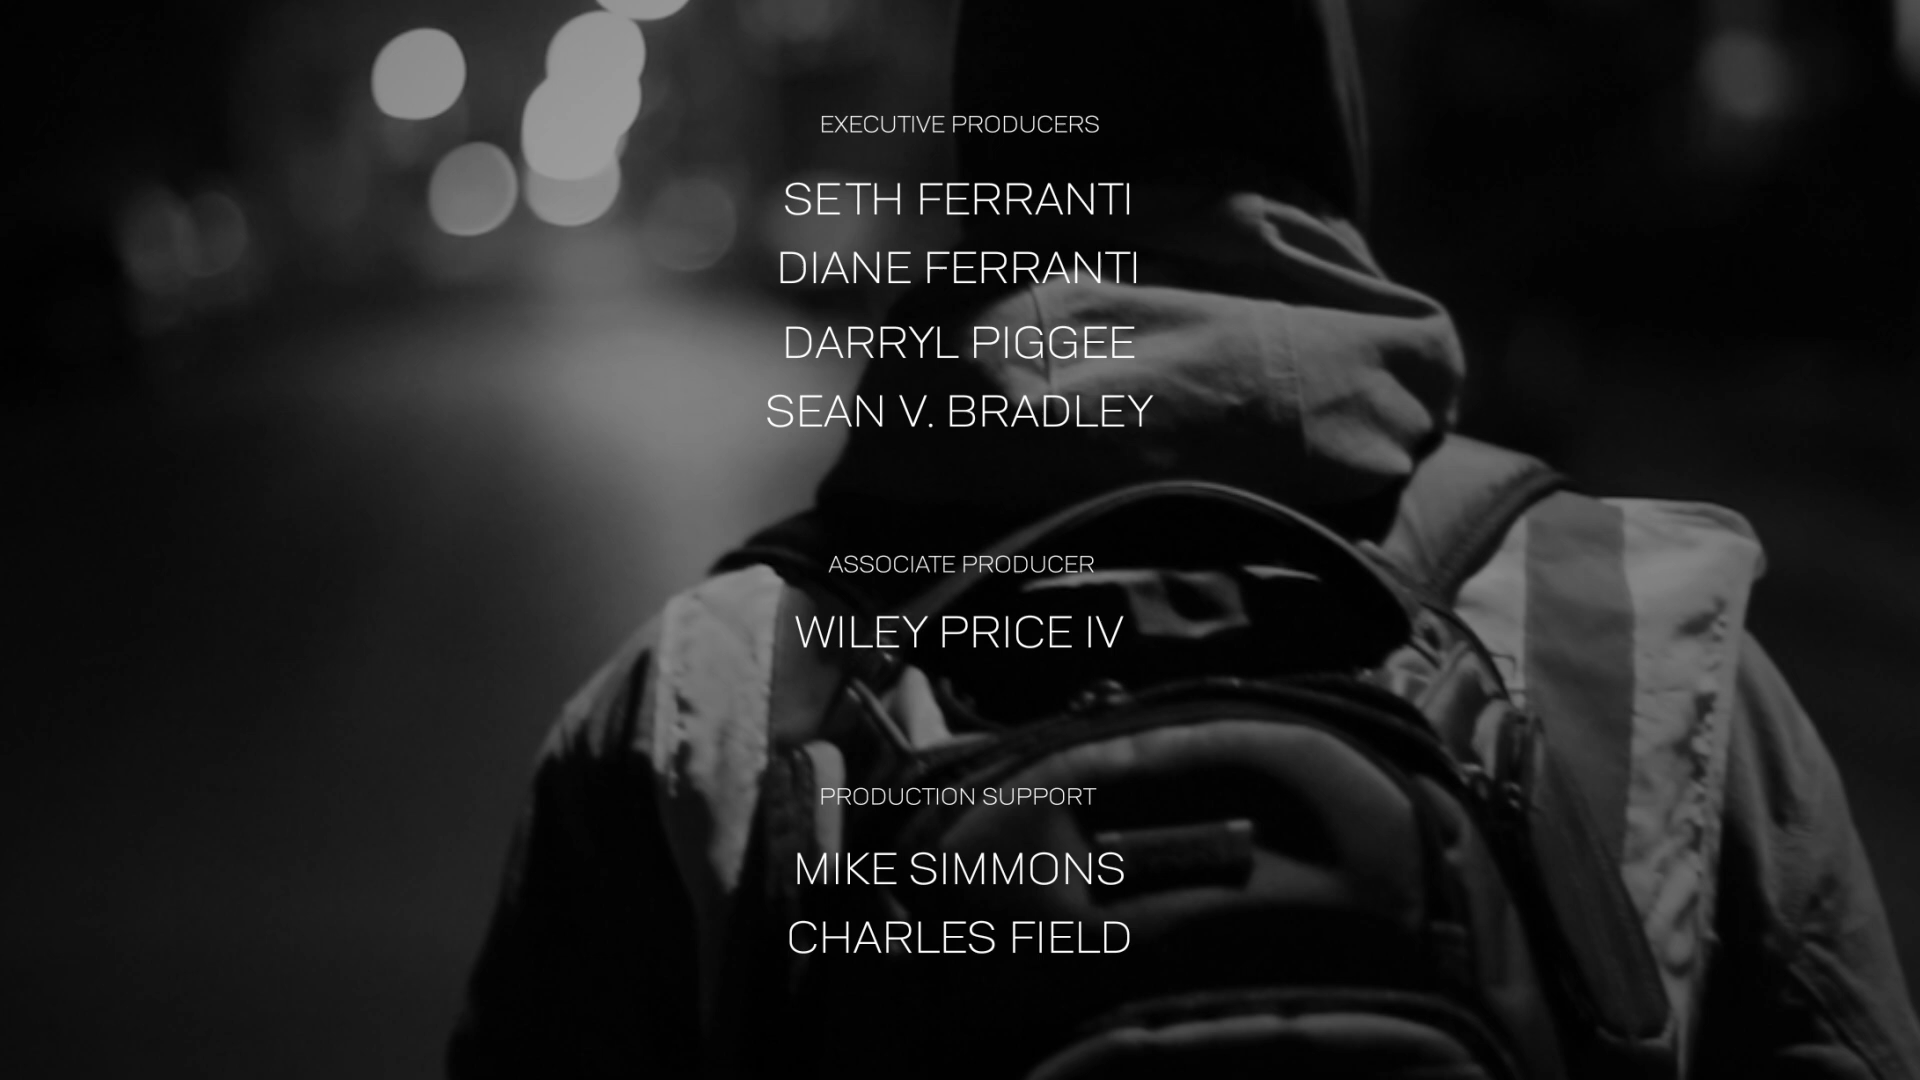 EXECUTIVE PRODUCERS
SETH FERRANTI
DIANE FERRANTI
DARRYL PIGGEE
SEAN V. BRADLEY
ASSOCIATE PRODUCER
WILEY PRICE IV
PRODUCTION SUPPORT
MIKE SIMMONS
CHARLES FIELD